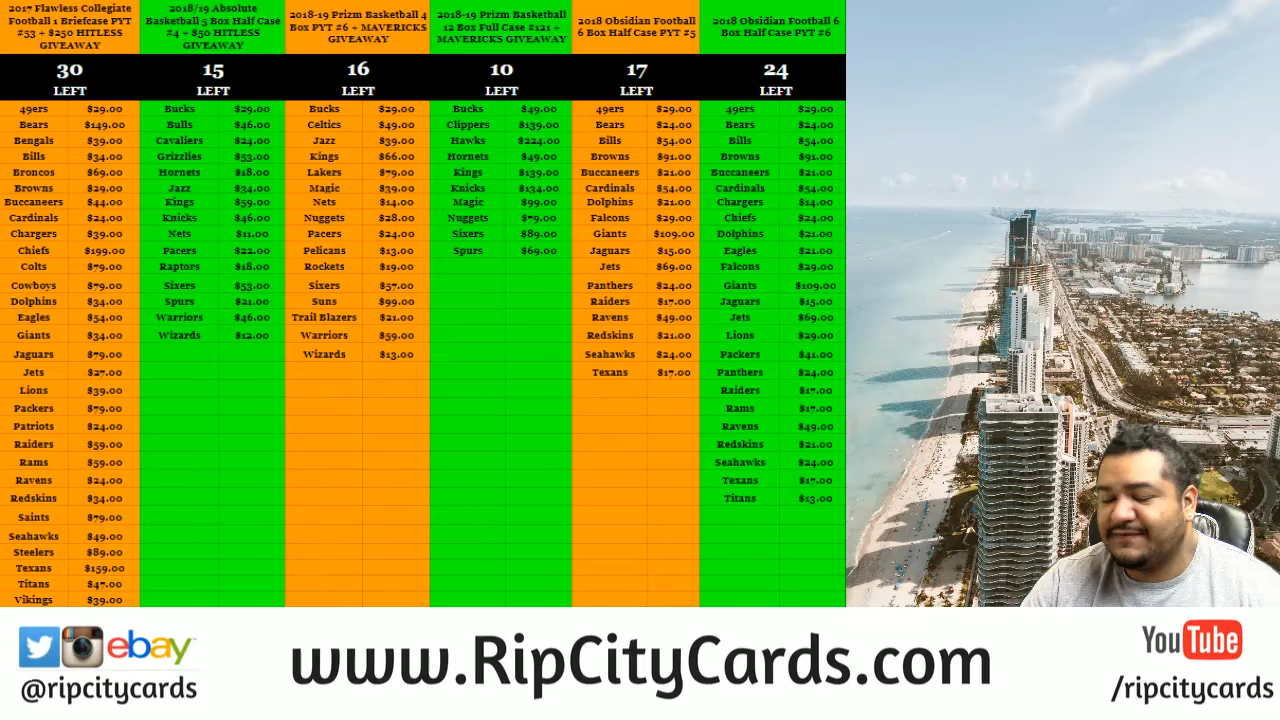 2017 Flawless Collegiate
Football 1 Briefcase PYT
#53 + $250 HITLESS
GIVEAWAY
30
LEFT
49ers $29.00
Bears $149.00
Bengals $39.00
Bills $34.00
Broncos $69.00
Browns $29.00
Buccaneers $44.00
Cardinals $24.00
Chargers $39.00
Chiefs $199.00
Colts $79.00
Cowboys $79.00
Dolphins $34.00
Eagles $54.00
Giants $34.00
Jaguars $79.00
Jets $27.00
Lions $39.00
Packers $79.00
Patriots $24.00
Raiders $59.00
Rams $59.00
Ravens $24.00
Redskins $34.00
Saints $79.00
Seahawks $49.00
Steelers $89.00
Texans $159.00
Titans $47.00
Vikings $39.00
2018/19 Absolute
Basketball 5 Box Half Case
#4 + $50 HITLESS
GIVEAWAY
15
LEFT
Bucks $29.00
Bulls $46.00
Cavaliers $24.00
Grizzlies $53.00
Hornets $18.00
Jazz $34.00
Kings $59.00
Knicks $46.00
Nets $11.00
Pacers $22.00
Raptors $18.00
Sixers $53.00
Spurs $21.00
Warriors $46.00
Wizards $12.00
2018-19 Prizm Basketball 4
Box PYT #6 + MAVERICKS
GIVEAWAY
16
LEFT
Bucks $29.00
Celtics $49.00
Jazz $39.00
Kings $66.00
Lakers $79.00
Magic $39.00
Nets $14.00
Nuggets $28.00
Pacers $24.00
Pelicans $13.00
Rockets $19.00
Sixers $57.00
Suns $99.00
Trail Blazers $21.00
Warriors $59.00
Wizards $13.00
2018-19 Prizm Basketball
12 Box Full Case #121 +
MAVERICKS GIVEAWAY
10
LEFT
Bucks $49.00
Clippers $139.00
Hawks $224.00
Hornets $49.00
Kings $139.00
Knicks $134.00
Magic $99.00
Nuggets $79.00
Sixers $89.00
Spurs $69.00
2018 Obsidian Football
6 Box Half Case PYT #5
17
LEFT
49ers $29.00
Bears $24.00
Bills $54.00
Browns $91.00
Buccaneers $21.00
Cardinals $54.00
Dolphins $21.00
Falcons $29.00
Giants $109.00
Jaguars $15.00
Jets $69.00
Panthers $24.00
Raiders $17.00
Ravens $49.00
Redskins $21.00
Seahawks $24.00
Texans $17.00
2018 Obsidian Football 6
Box Half Case PYT #6
24
LEFT
49ers $29.00
Bears $24.00
Bills $54.00
Browns $91.00
Buccaneers $21.00
Cardinals $54.00
Chargers $14.00
Chiefs $24.00
Dolphins $21.00
Eagles $21.00
Falcons $29.00
Giants $109.00
Jaguars $15.00
Jets $69.00
Lions $29.00
Packers $41.00
Panthers $24.00
Raiders $17.00
Rams $17.00
Ravens $49.00
Redskins $21.00
Seahawks $24.00
Texans $17.00
Titans $13.00
ebay
@ripcitycards
www.RipCityCards.com
YouTube
/ripcitycards